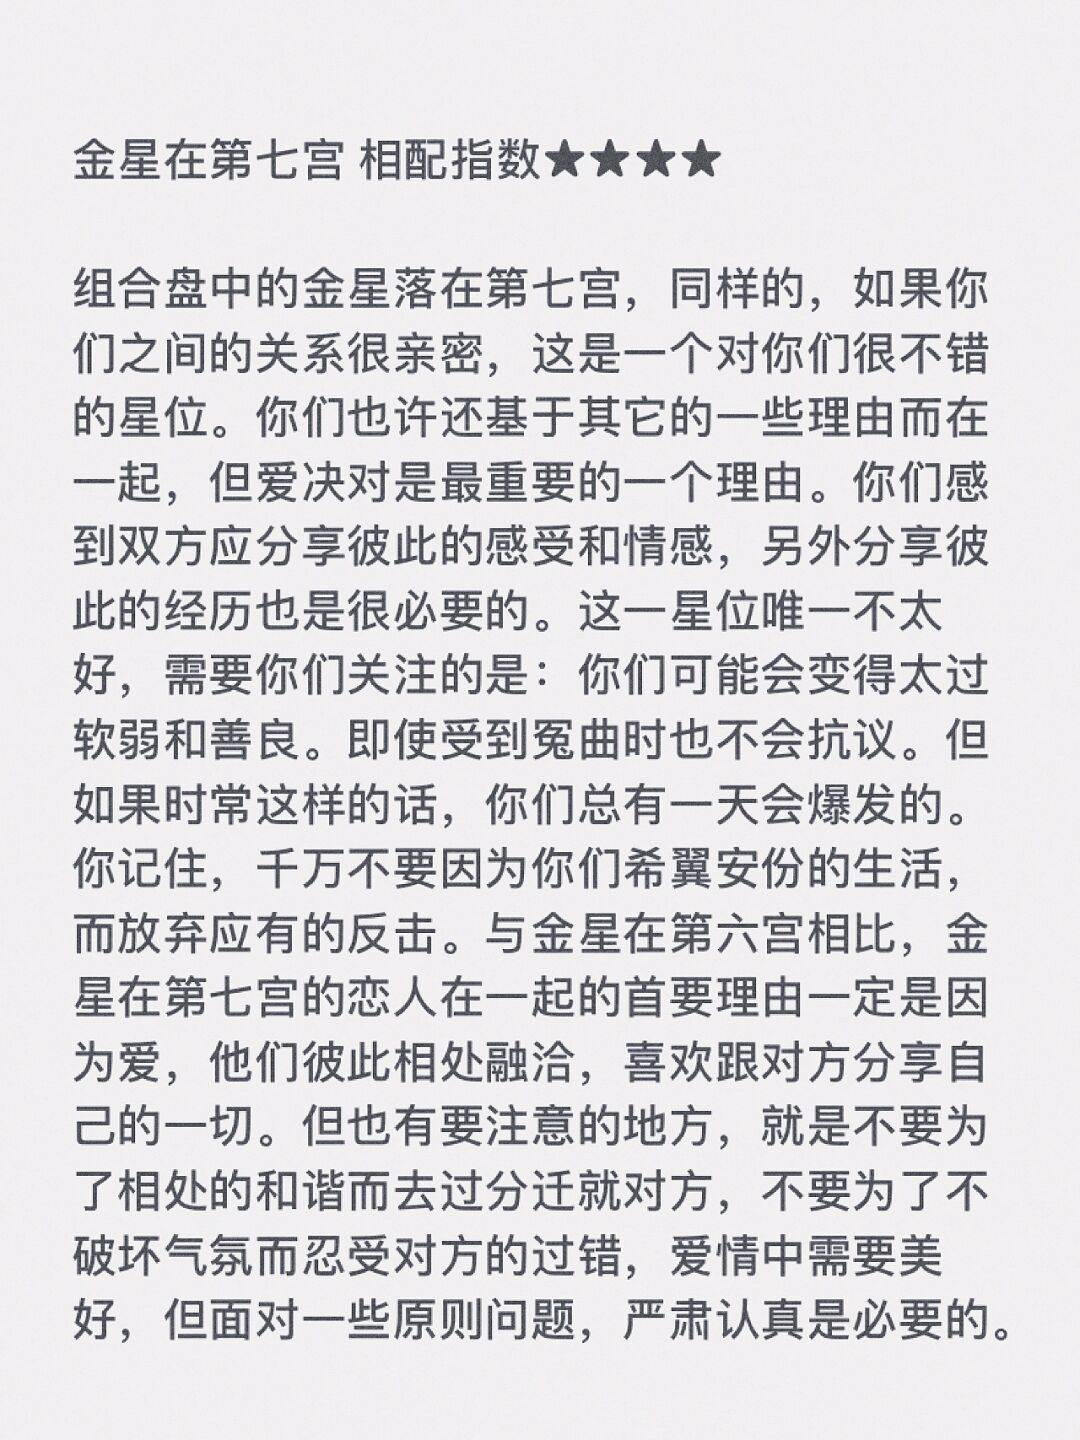 金星在第七宫 相配指数★★★★
组合盘中的金星落在第七宫，同样的，如果你
们之间的关系很亲密，这是一个对你们很不错
的星位。你们也许还基于其它的一些理由而在
一起，但爱决对是最重要的一个理由。你们感
到双方应分享彼此的感受和情感，另外分享彼
此的经历也是很必要的。这一星位唯一不太
好，需要你们关注的是：你们可能会变得太过
软弱和善良。即使受到冤曲时也不会抗议。但
如果时常这样的话，你们总有一天会爆发的。
你记住，千万不要因为你们希翼安份的生活，
而放弃应有的反击。与金星在第六宫相比，金
星在第七宫的恋人在一起的首要理由一定是因
为爱，他们彼此相处融洽，喜欢跟对方分享自
己的一切。但也有要注意的地方，就是不要为
了相处的和谐而去过分迁就对方，不要为了不
破坏气氛而忍受对方的过错，爱情中需要美
好，但面对一些原则问题，严肃认真是必要的。